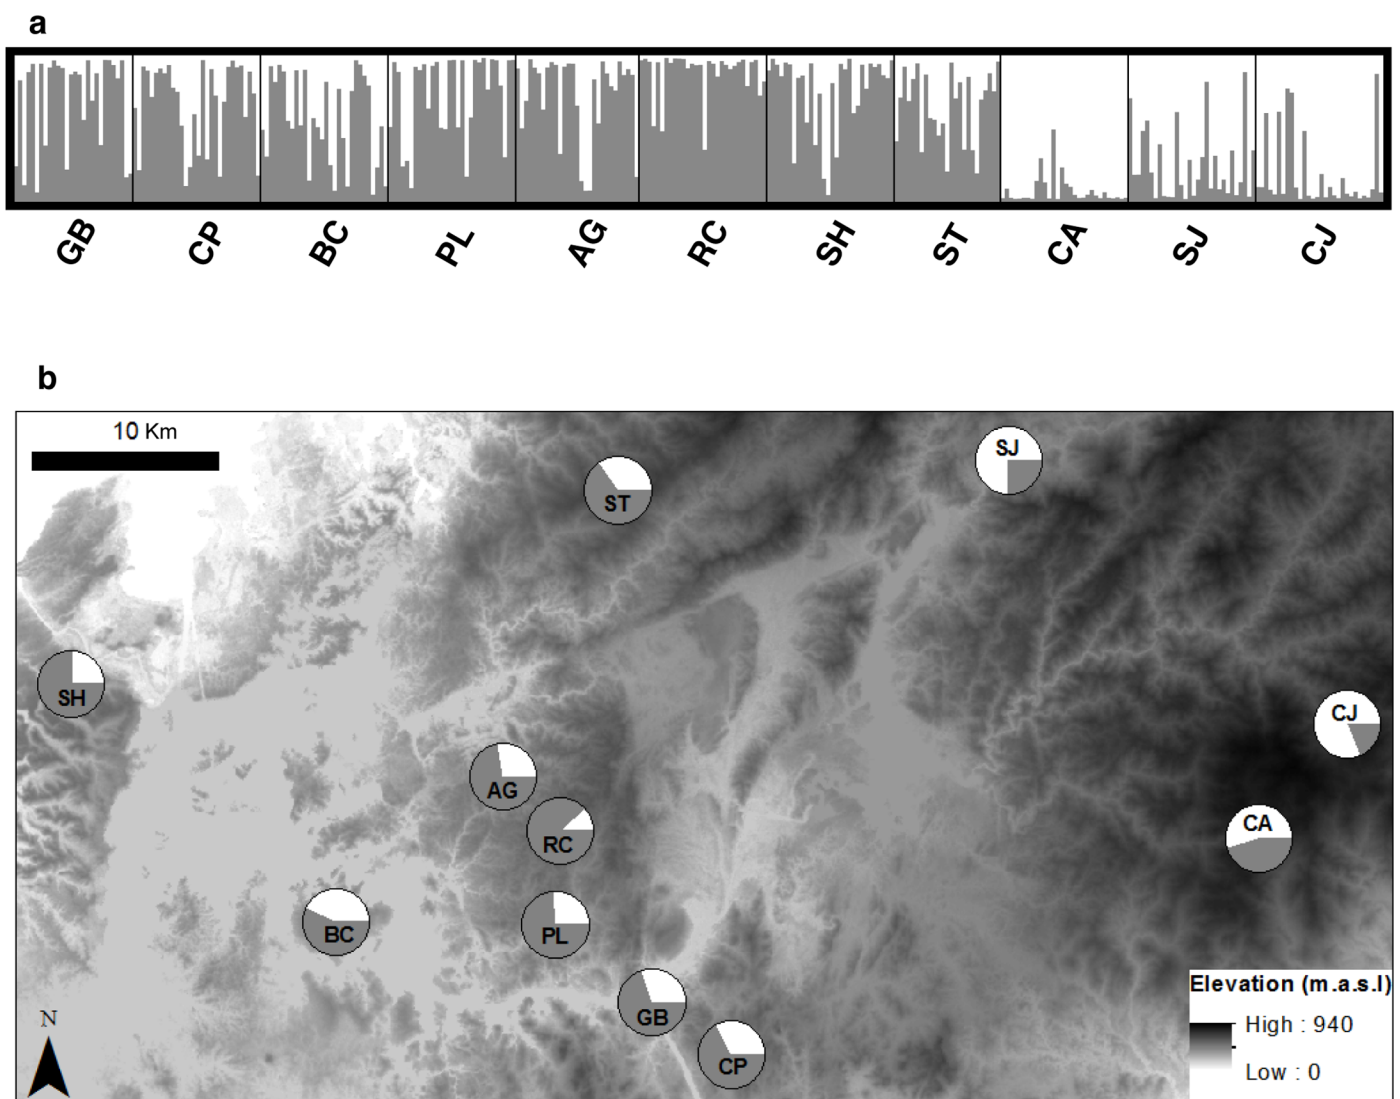 a
GB CP BC PL AG RC SH ST CA SJ CJ
b
10 Km
SJ
ST
SH
CJ
AG
CA
RC
BC
PL
GB
CP
Elevation (m.a.s.l)
N
High : 940
Low : 0